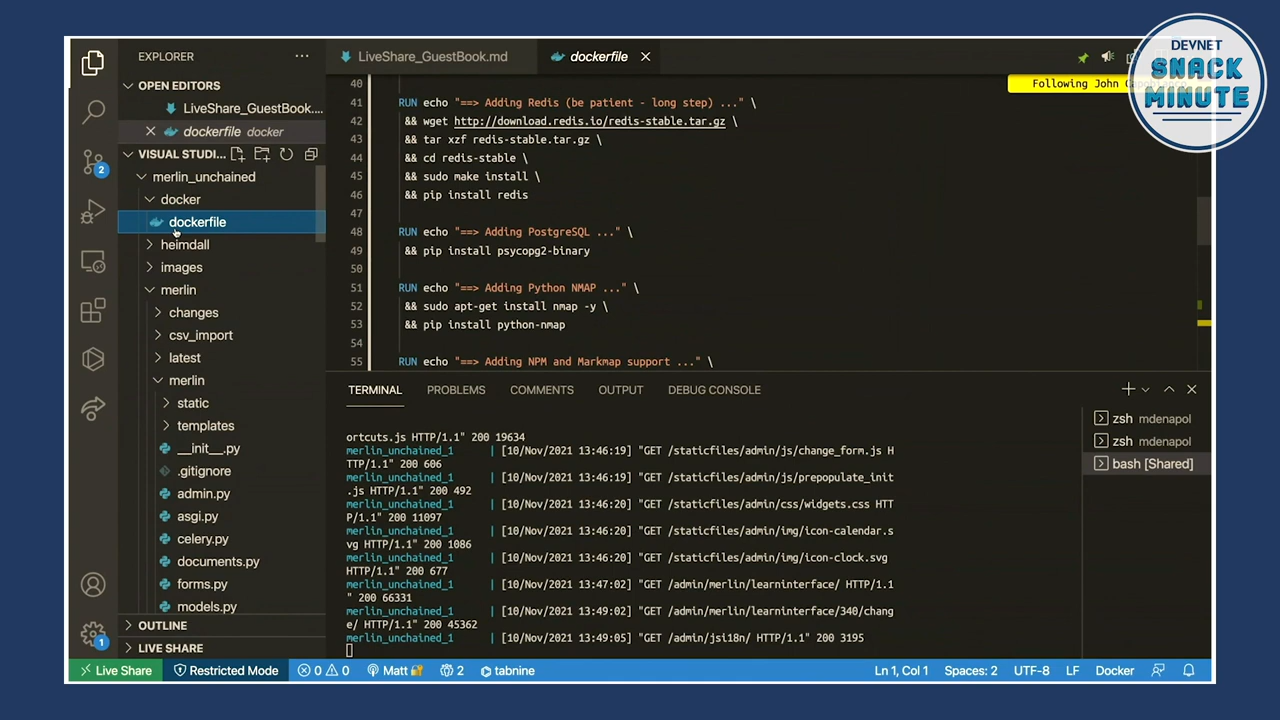 EXPLORER
OPEN EDITORS
LiveShare_GuestBook....
dockerfile docker
VISUAL STUDI...
merlin_unchained
docker
dockerfile
heimdall
images
merlin
changes
csv_import
latest
merlin
static
templates
__init__.py
.gitignore
admin.py
asgi.py
celery.py
documents.py
forms.py
models.py
OUTLINE
LIVE SHARE
2
1
LiveShare_GuestBook.md
dockerfile
Following John
DEVNET
SNACK
MINUTE
40
41 RUN echo "==> Adding Redis (be patient - long step) ..." \
42 && wget http://download.redis.io/redis-stable.tar.gz \
43 && tar xzf redis-stable.tar.gz \
44 && cd redis-stable \
45 && sudo make install \
46 && pip install redis
47
48 RUN echo "==> Adding PostgreSQL ..." \
49 && pip install psycopg2-binary
50
51 RUN echo "==> Adding Python NMAP ..." \
52 && sudo apt-get install nmap -y \
53 && pip install python-nmap
54
55 RUN echo "==> Adding NPM and Markmap support ..." \
TERMINAL PROBLEMS COMMENTS OUTPUT DEBUG CONSOLE
ortcuts.js HTTP/1.1" 200 19634
merlin_unchained_1 | [10/Nov/2021 13:46:19] "GET /staticfiles/admin/js/change_form.js H
TTP/1.1" 200 606
merlin_unchained_1 | [10/Nov/2021 13:46:19] "GET /staticfiles/admin/js/prepopulate_init
.js HTTP/1.1" 200 492
merlin_unchained_1 | [10/Nov/2021 13:46:20] "GET /staticfiles/admin/css/widgets.css HTT
P/1.1" 200 11097
merlin_unchained_1 | [10/Nov/2021 13:46:20] "GET /staticfiles/admin/img/icon-calendar.s
vg HTTP/1.1" 200 1086
merlin_unchained_1 | [10/Nov/2021 13:46:20] "GET /staticfiles/admin/img/icon-clock.svg
HTTP/1.1" 200 677
merlin_unchained_1 | [10/Nov/2021 13:47:02] "GET /admin/merlin/learninterface/ HTTP/1.1
" 200 66331
merlin_unchained_1 | [10/Nov/2021 13:49:02] "GET /admin/merlin/learninterface/340/chang
e/ HTTP/1.1" 200 45362
merlin_unchained_1 | [10/Nov/2021 13:49:05] "GET /admin/jsi18n/ HTTP/1.1" 200 3195
zsh mdenapol
zsh mdenapol
bash [Shared]
Live Share Restricted Mode 0 0 Matt 2 tabnine Ln 1, Col 1 Spaces: 2 UTF-8 LF Docker